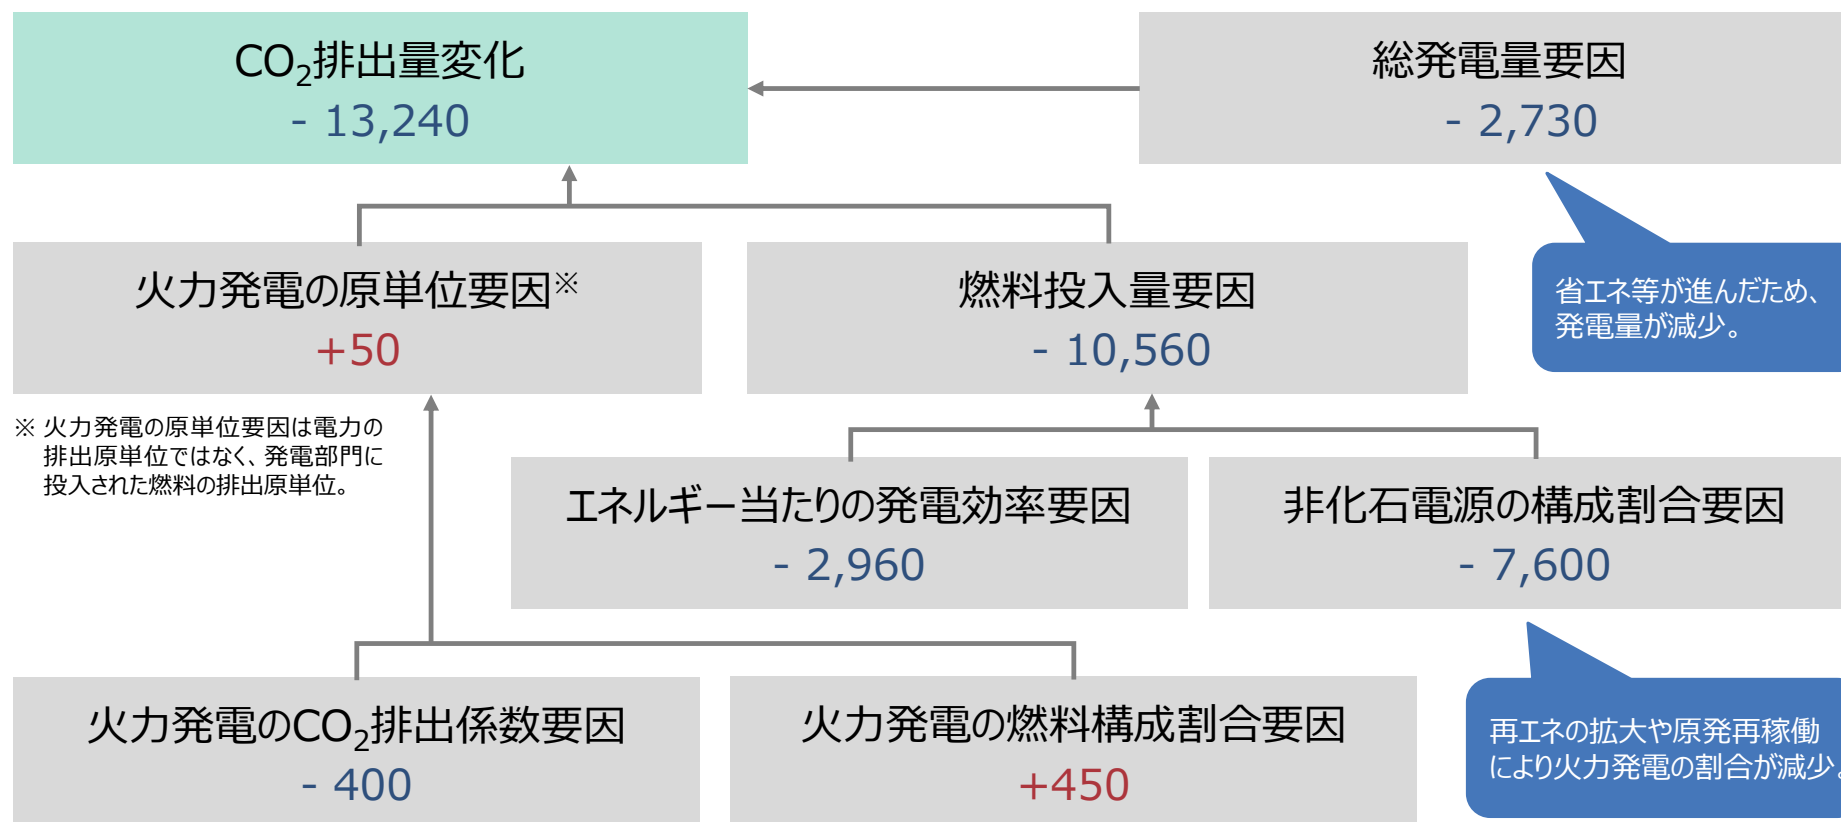 CO₂排出量変化
- 13,240
総発電量要因
- 2,730
火力発電の原単位要因※
+50
燃料投入量要因
- 10,560
省エネ等が進んだため、
発電量が減少。
※ 火力発電の原単位要因は電力の
排出原単位ではなく、発電部門に
投入された燃料の排出原単位。
エネルギー当たりの発電効率要因
- 2,960
非化石電源の構成割合要因
- 7,600
火力発電のCO₂排出係数要因
- 400
火力発電の燃料構成割合要因
+450
再エネの拡大や原発再稼働
により火力発電の割合が減少。